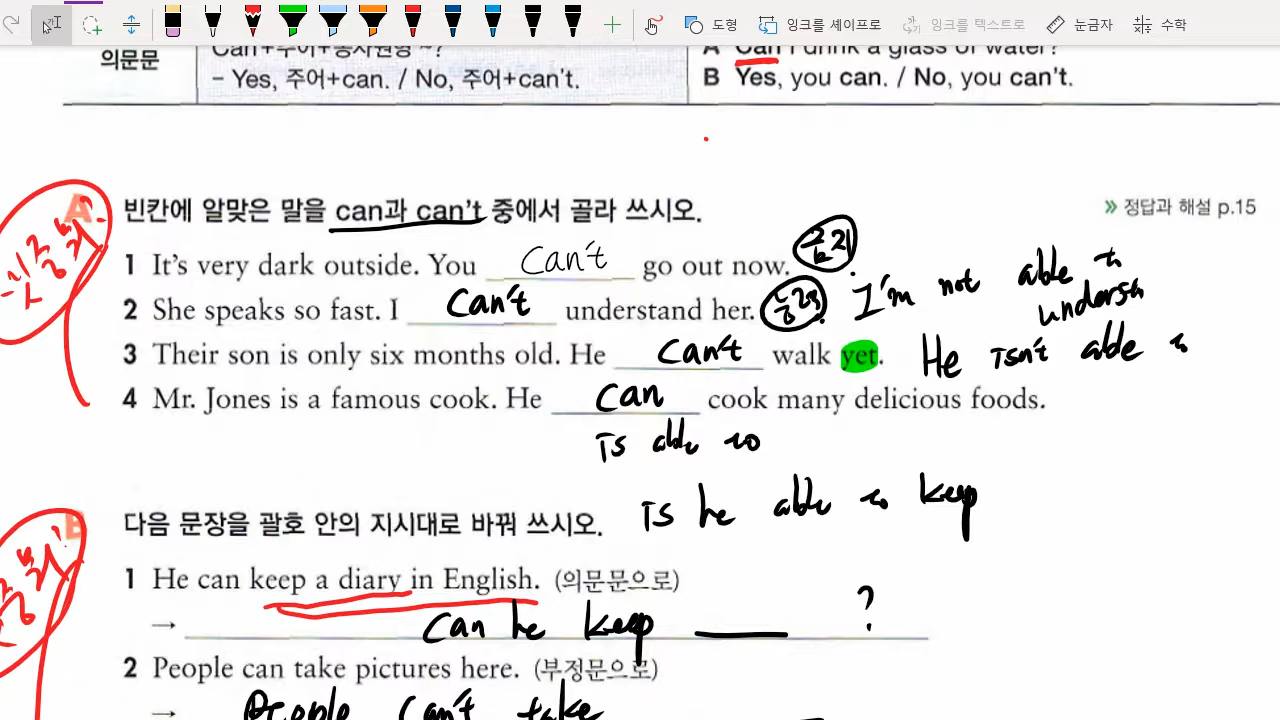 도형 잉크를 셰이프로 잉크를 텍스트로 눈금자 수학
의문문
Can+주어+동사원형 ~?
– Yes, 주어+can. / No, 주어+can't.
A Can I drink a glass of water?
B Yes, you can. / No, you can't.
A 빈칸에 알맞은 말을 can과 can't 중에서 골라 쓰시오.
» 정답과 해설 p.15
1 It's very dark outside. You can't go out now. 금지
2 She speaks so fast. I can't understand her. 능력 I'm not able to
3 Their son is only six months old. He can't walk yet. He isn't able to
4 Mr. Jones is a famous cook. He can cook many delicious foods.
is able to
is he able to keep
B 다음 문장을 괄호 안의 지시대로 바꿔 쓰시오.
1 He can keep a diary in English. (의문문으로)
→ Can he keep ?
2 People can take pictures here. (부정문으로)
→ People can't take